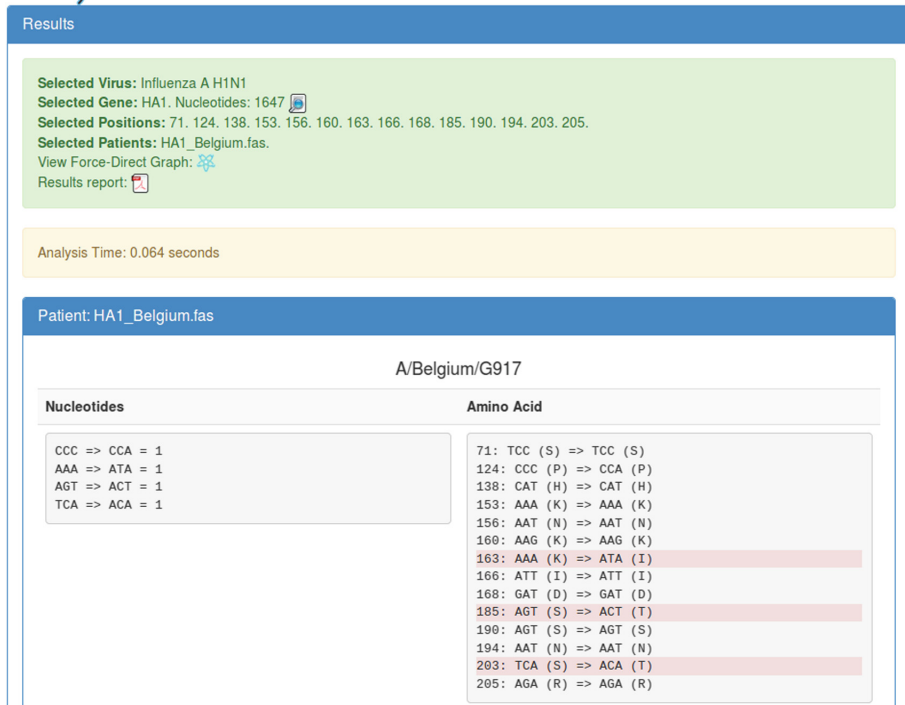 Results
Selected Virus: Influenza A H1N1
Selected Gene: HA1. Nucleotides: 1647
Selected Positions: 71. 124. 138. 153. 156. 160. 163. 166. 168. 185. 190. 194. 203. 205.
Selected Patients: HA1_Belgium.fas.
View Force-Direct Graph:
Results report:
Analysis Time: 0.064 seconds
Patient: HA1_Belgium.fas
A/Belgium/G917
Nucleotides
CCC => CCA = 1
AAA => ATA = 1
AGT => ACT = 1
TCA => ACA = 1
Amino Acid
71: TCC (S) => TCC (S)
124: CCC (P) => CCA (P)
138: CAT (H) => CAT (H)
153: AAA (K) => AAA (K)
156: AAT (N) => AAT (N)
160: AAG (K) => AAG (K)
163: AAA (K) => ATA (I)
166: ATT (I) => ATT (I)
168: GAT (D) => GAT (D)
185: AGT (S) => ACT (T)
190: AGT (S) => AGT (S)
194: AAT (N) => AAT (N)
203: TCA (S) => ACA (T)
205: AGA (R) => AGA (R)